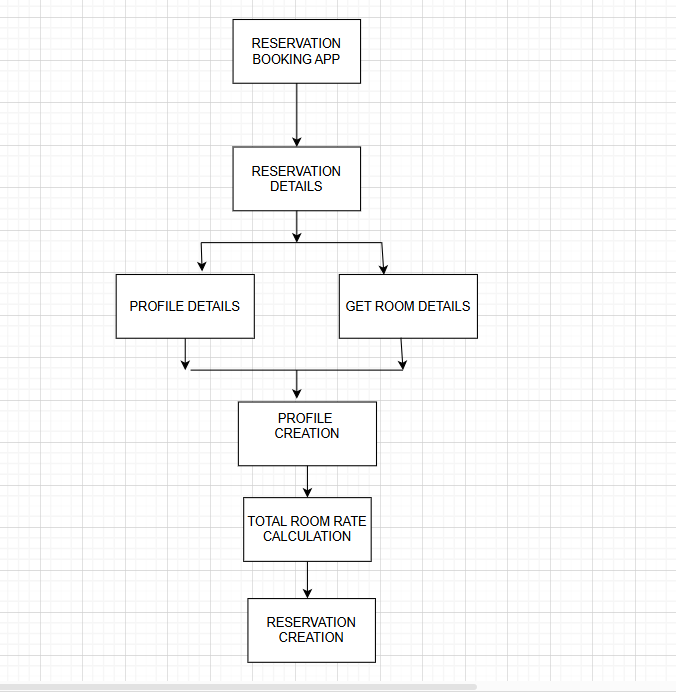 RESERVATION
BOOKING APP
RESERVATION
DETAILS
PROFILE DETAILS
GET ROOM DETAILS
PROFILE
CREATION
TOTAL ROOM RATE
CALCULATION
RESERVATION
CREATION